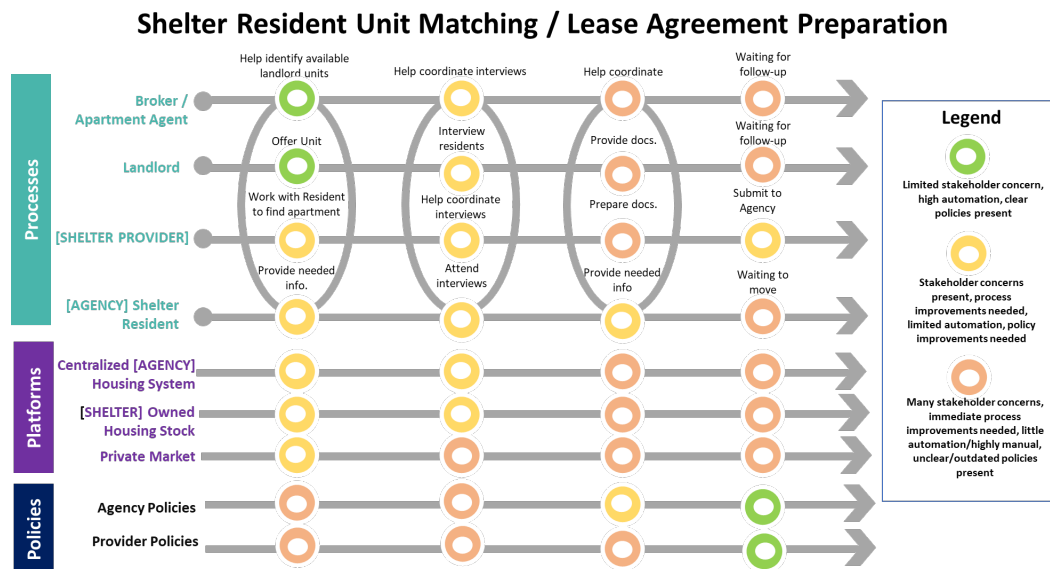 Shelter Resident Unit Matching / Lease Agreement Preparation
Processes
Broker /
Apartment Agent
Help identify available
landlord units
Help coordinate interviews
Help coordinate
Waiting for
follow-up
Landlord
Offer Unit
Interview
residents
Provide docs.
Waiting for
follow-up
[SHELTER PROVIDER]
Work with Resident
to find apartment
Help coordinate
interviews
Prepare docs.
Submit to
Agency
[AGENCY] Shelter
Resident
Provide needed
info.
Attend
interviews
Provide needed
info
Waiting to
move
Platforms
Centralized [AGENCY]
Housing System
[SHELTER] Owned
Housing Stock
Private Market
Policies
Agency Policies
Provider Policies
Legend
Limited stakeholder concern,
high automation, clear
policies present
Stakeholder concerns
present, process
improvements needed,
limited automation, policy
improvements needed
Many stakeholder concerns,
immediate process
improvements needed, little
automation/highly manual,
unclear/outdated policies
present